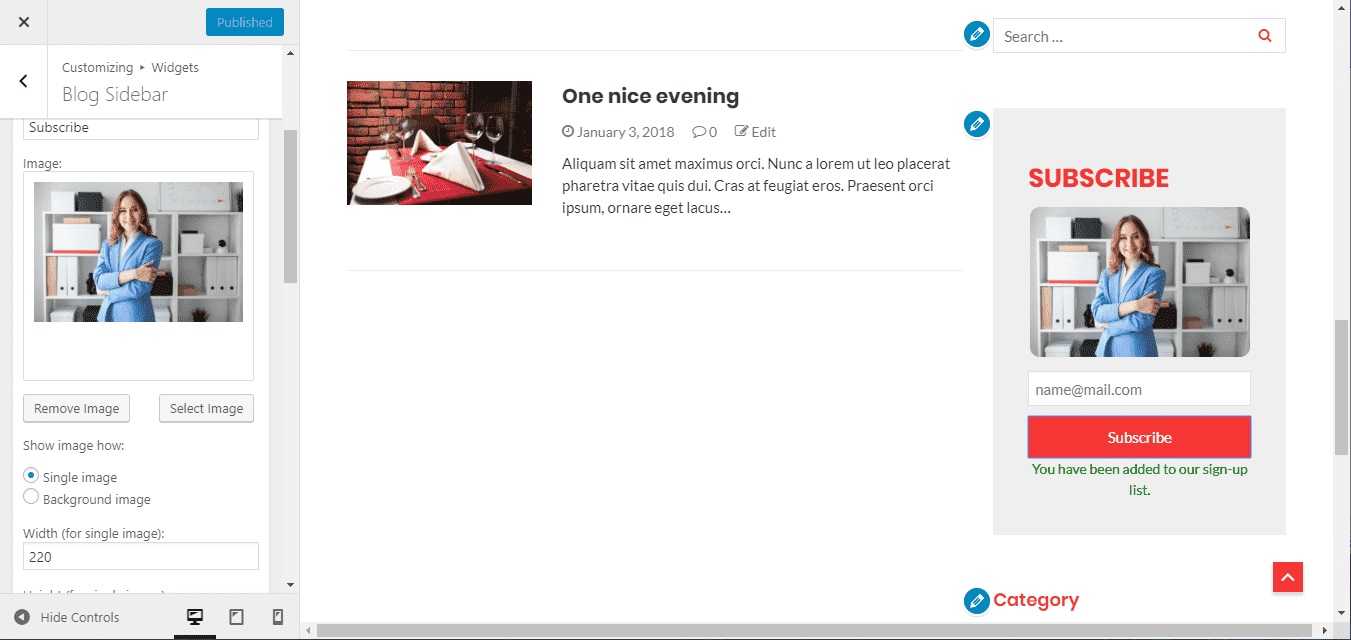 Published
Customizing ▸ Widgets
Blog Sidebar
Subscribe
Image:
Remove Image
Select Image
Show image how:
Single image
Background image
Width (for single image):
220
Hide Controls
One nice evening
January 3, 2018 0 Edit
Aliquam sit amet maximus orci. Nunc a lorem ut leo placerat
pharetra vitae quis dui. Cras at feugiat eros. Praesent orci
ipsum, ornare eget lacus...
Search ...
SUBSCRIBE
name@mail.com
Subscribe
You have been added to our sign-up
list.
Category